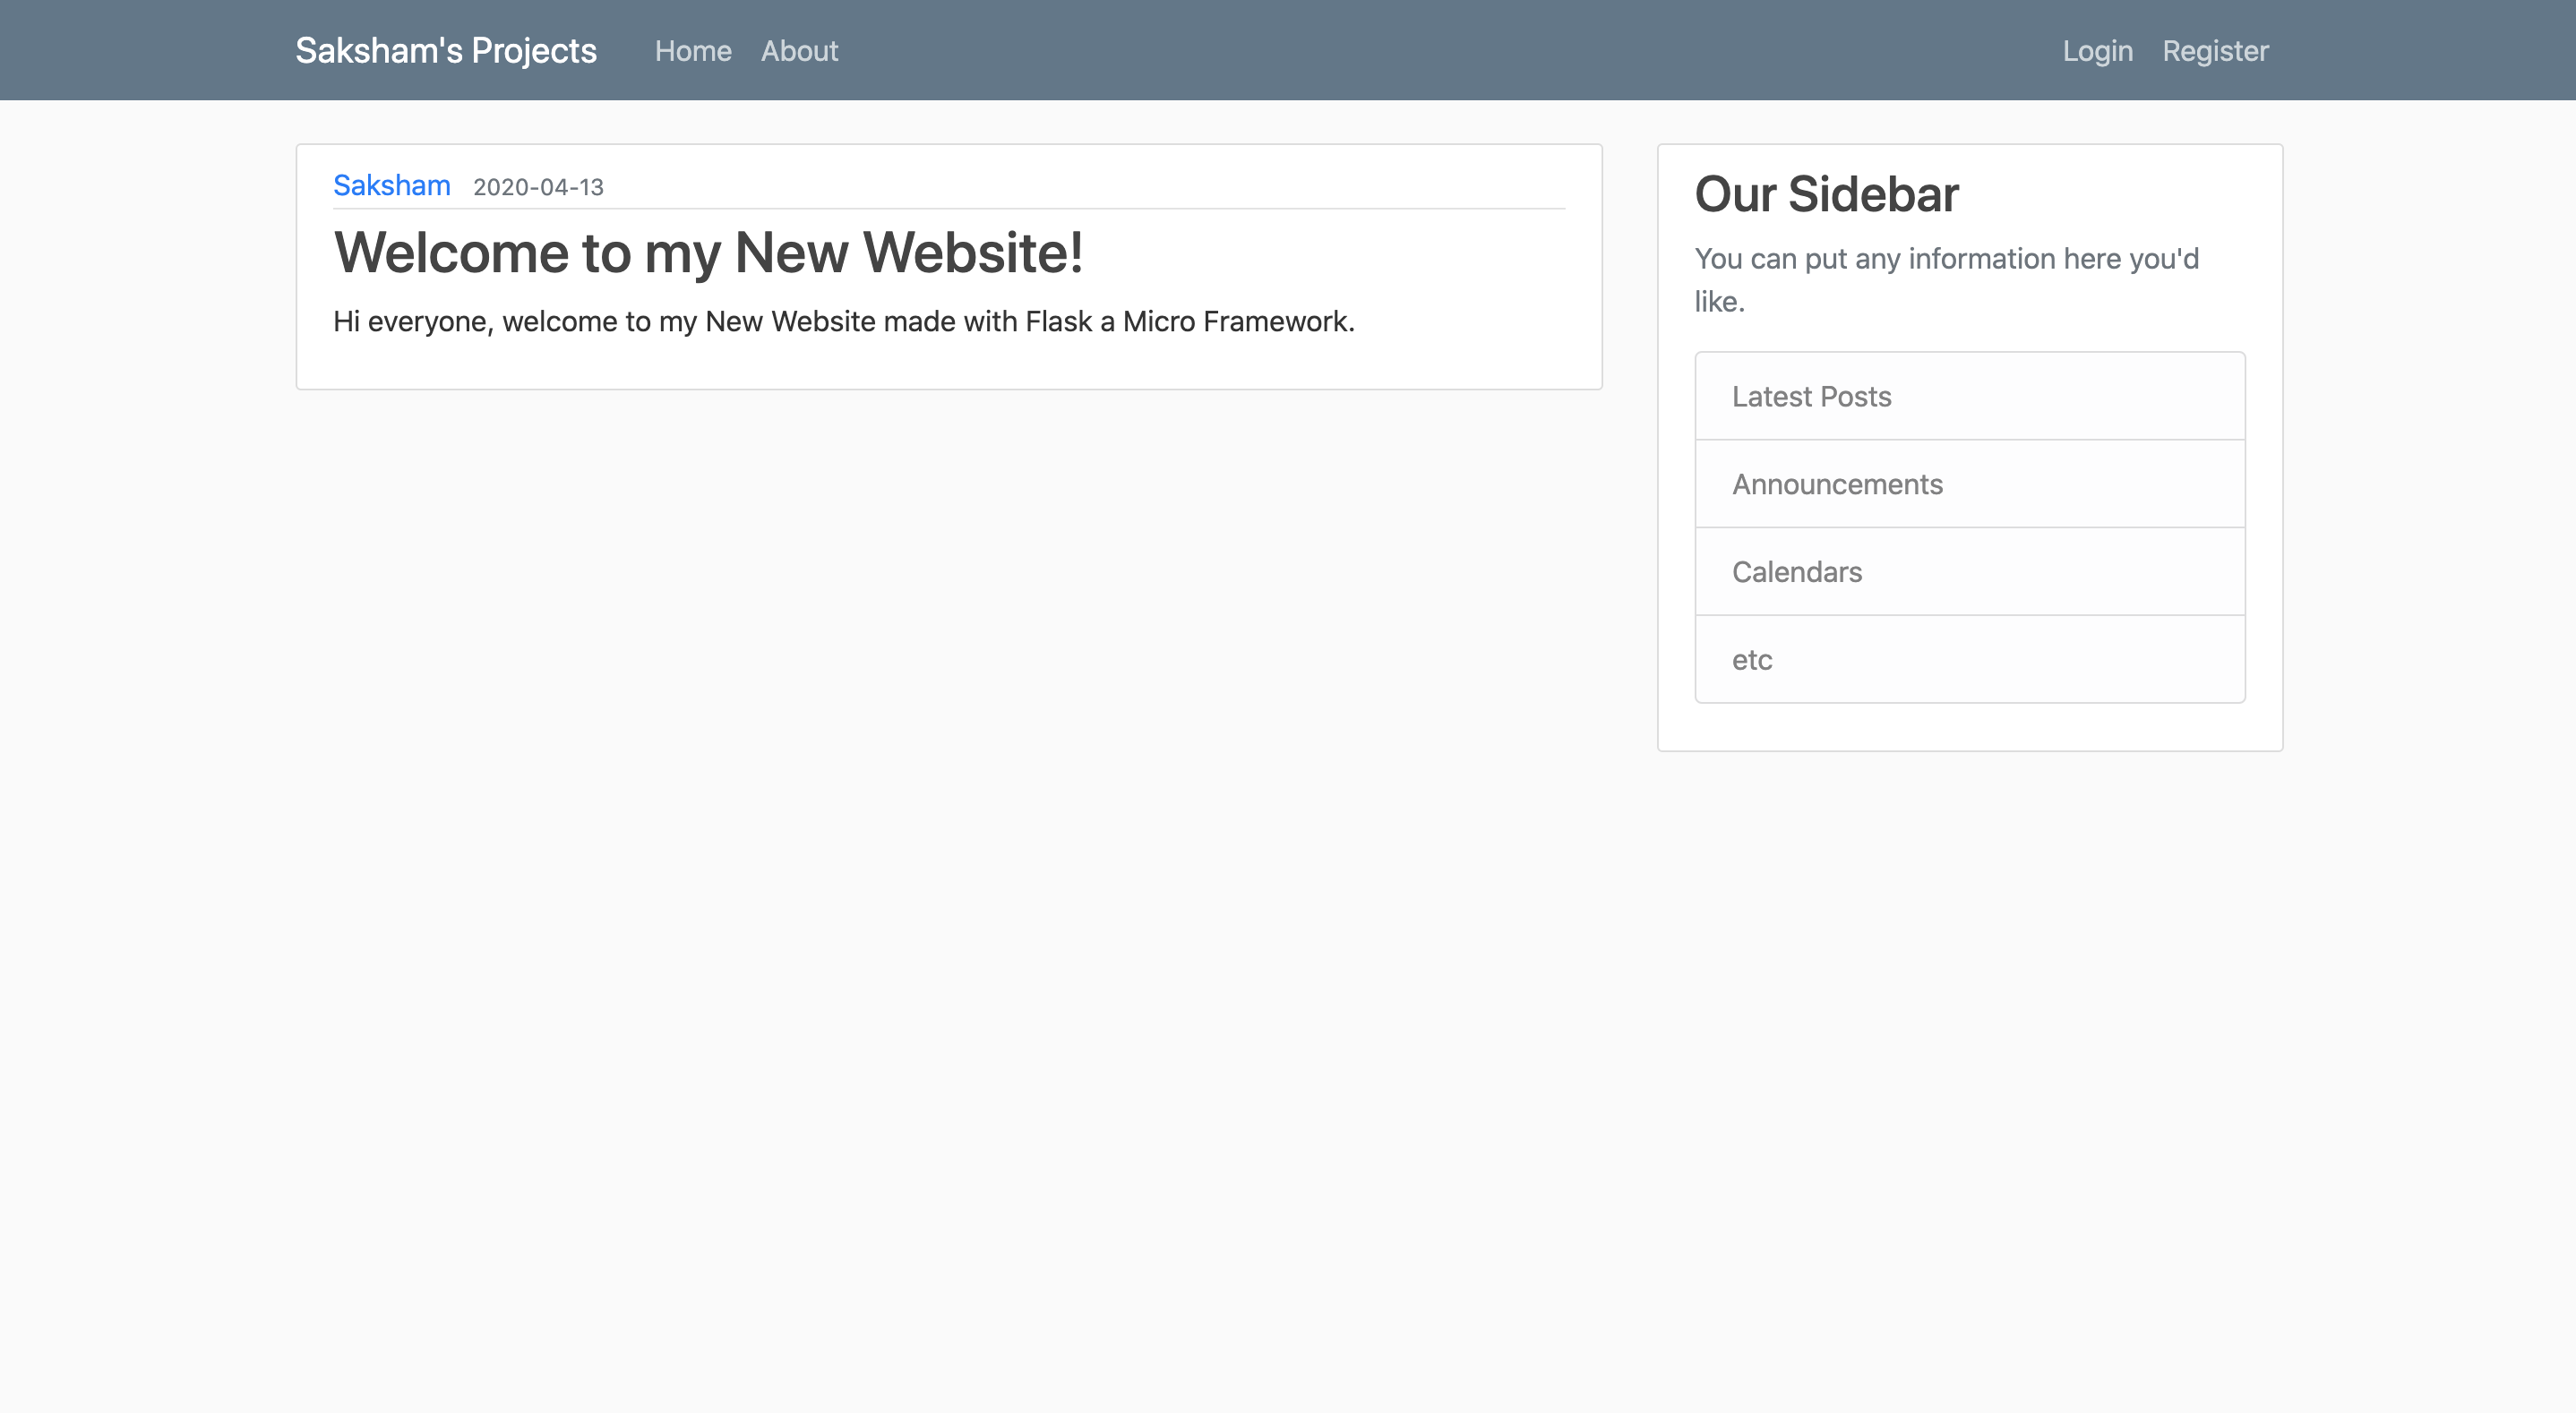 Saksham's Projects Home About Login Register
Saksham 2020-04-13
Welcome to my New Website!
Hi everyone, welcome to my New Website made with Flask a Micro Framework.
Our Sidebar
You can put any information here you'd
like.
Latest Posts
Announcements
Calendars
etc